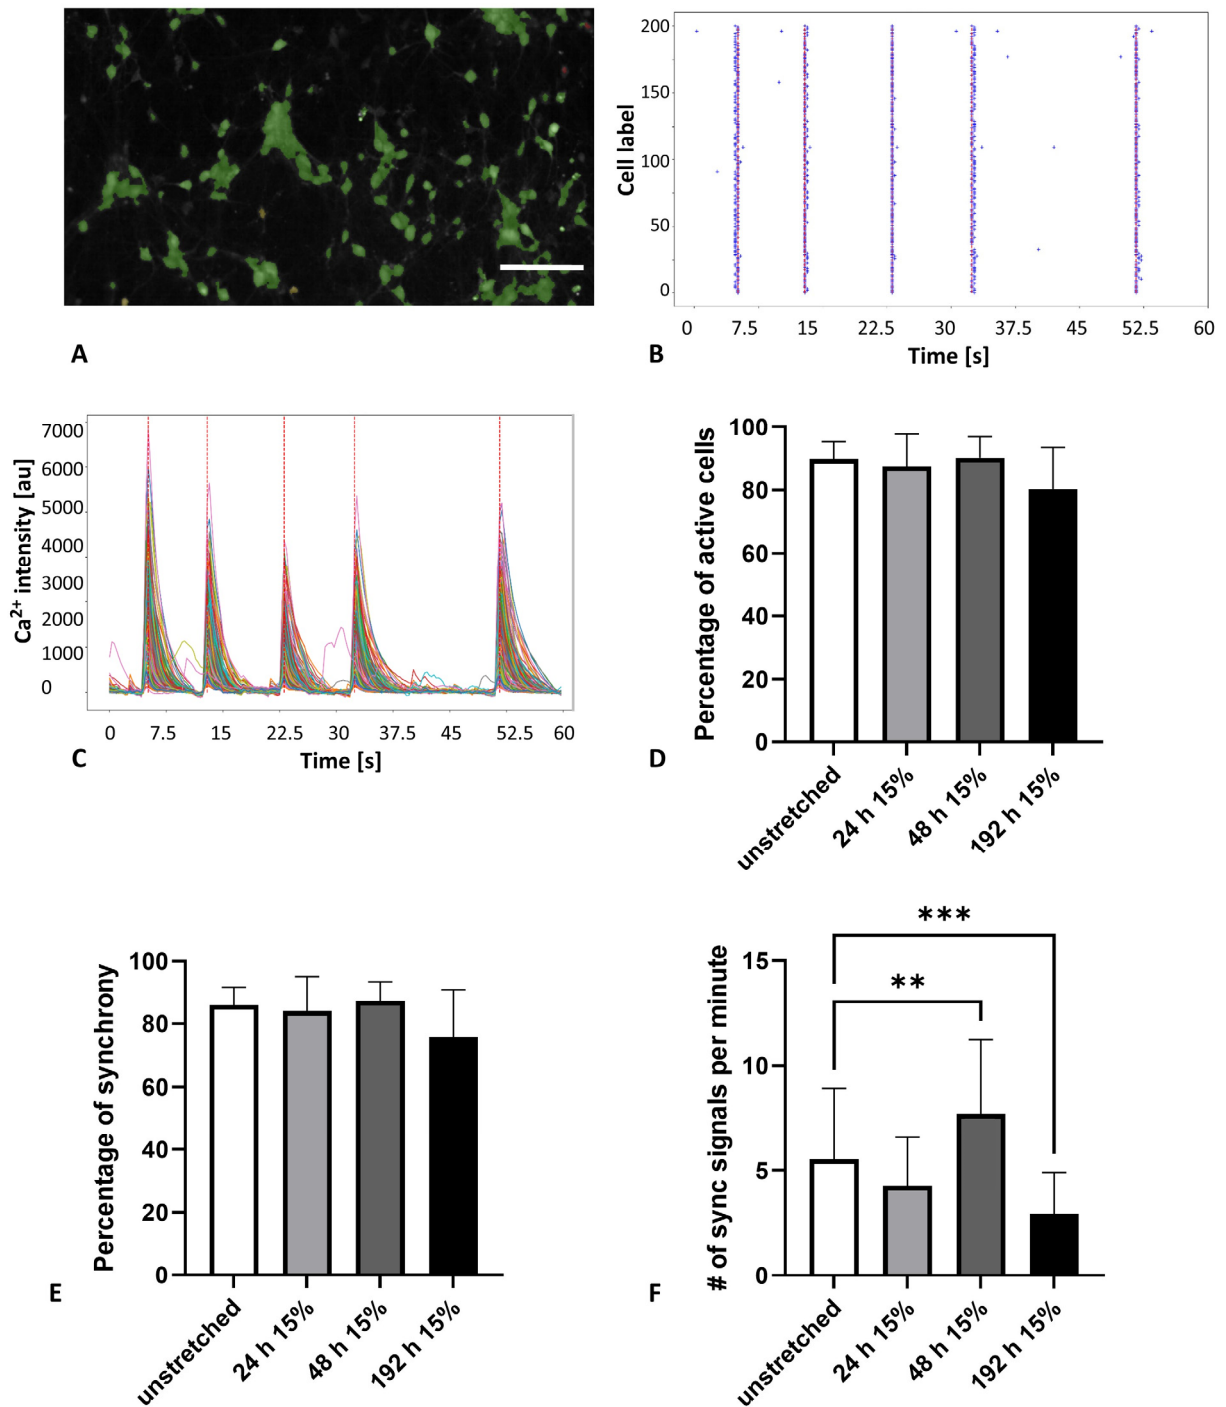 A
200
150
100
50
0
Cell label
0 7.5 15 22.5 30 37.5 45 52.5 60
Time [s]
B
7000
6000
5000
4000
3000
2000
1000
0
Ca²⁺ intensity [au]
0 7.5 15 22.5 30 37.5 45 52.5 60
Time [s]
C
100
80
60
40
20
0
Percentage of active cells
unstretched
24 h 15%
48 h 15%
192 h 15%
D
100
80
60
40
20
0
Percentage of synchrony
unstretched
24 h 15%
48 h 15%
192 h 15%
E
***
**
15
10
5
0
# of sync signals per minute
unstretched
24 h 15%
48 h 15%
192 h 15%
F